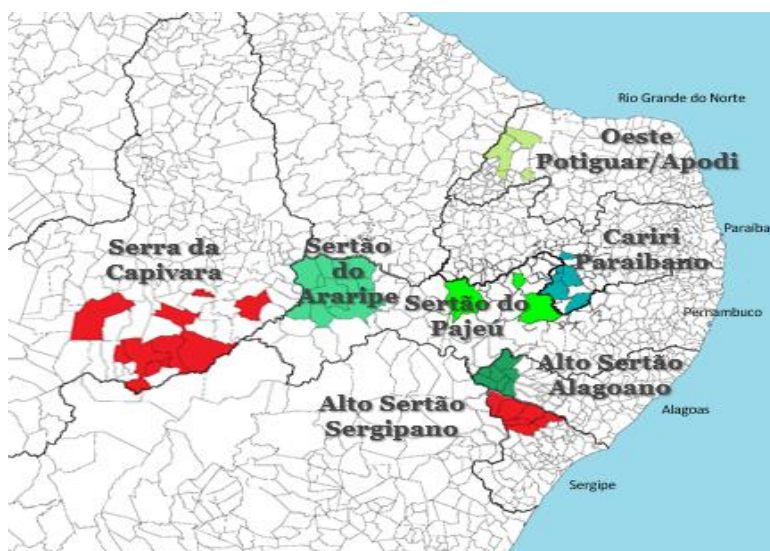 Rio Grande do Norte
Oeste
Potiguar/Apodi
Serra da
Capivara
Sertão
do
Araripe
Cariri
Paraibano
Paraíba
Sertão do
Pajeú
Pernambuco
Alto Sertão
Alagoano
Alto Sertão
Sergipano
Alagoas
Sergipe